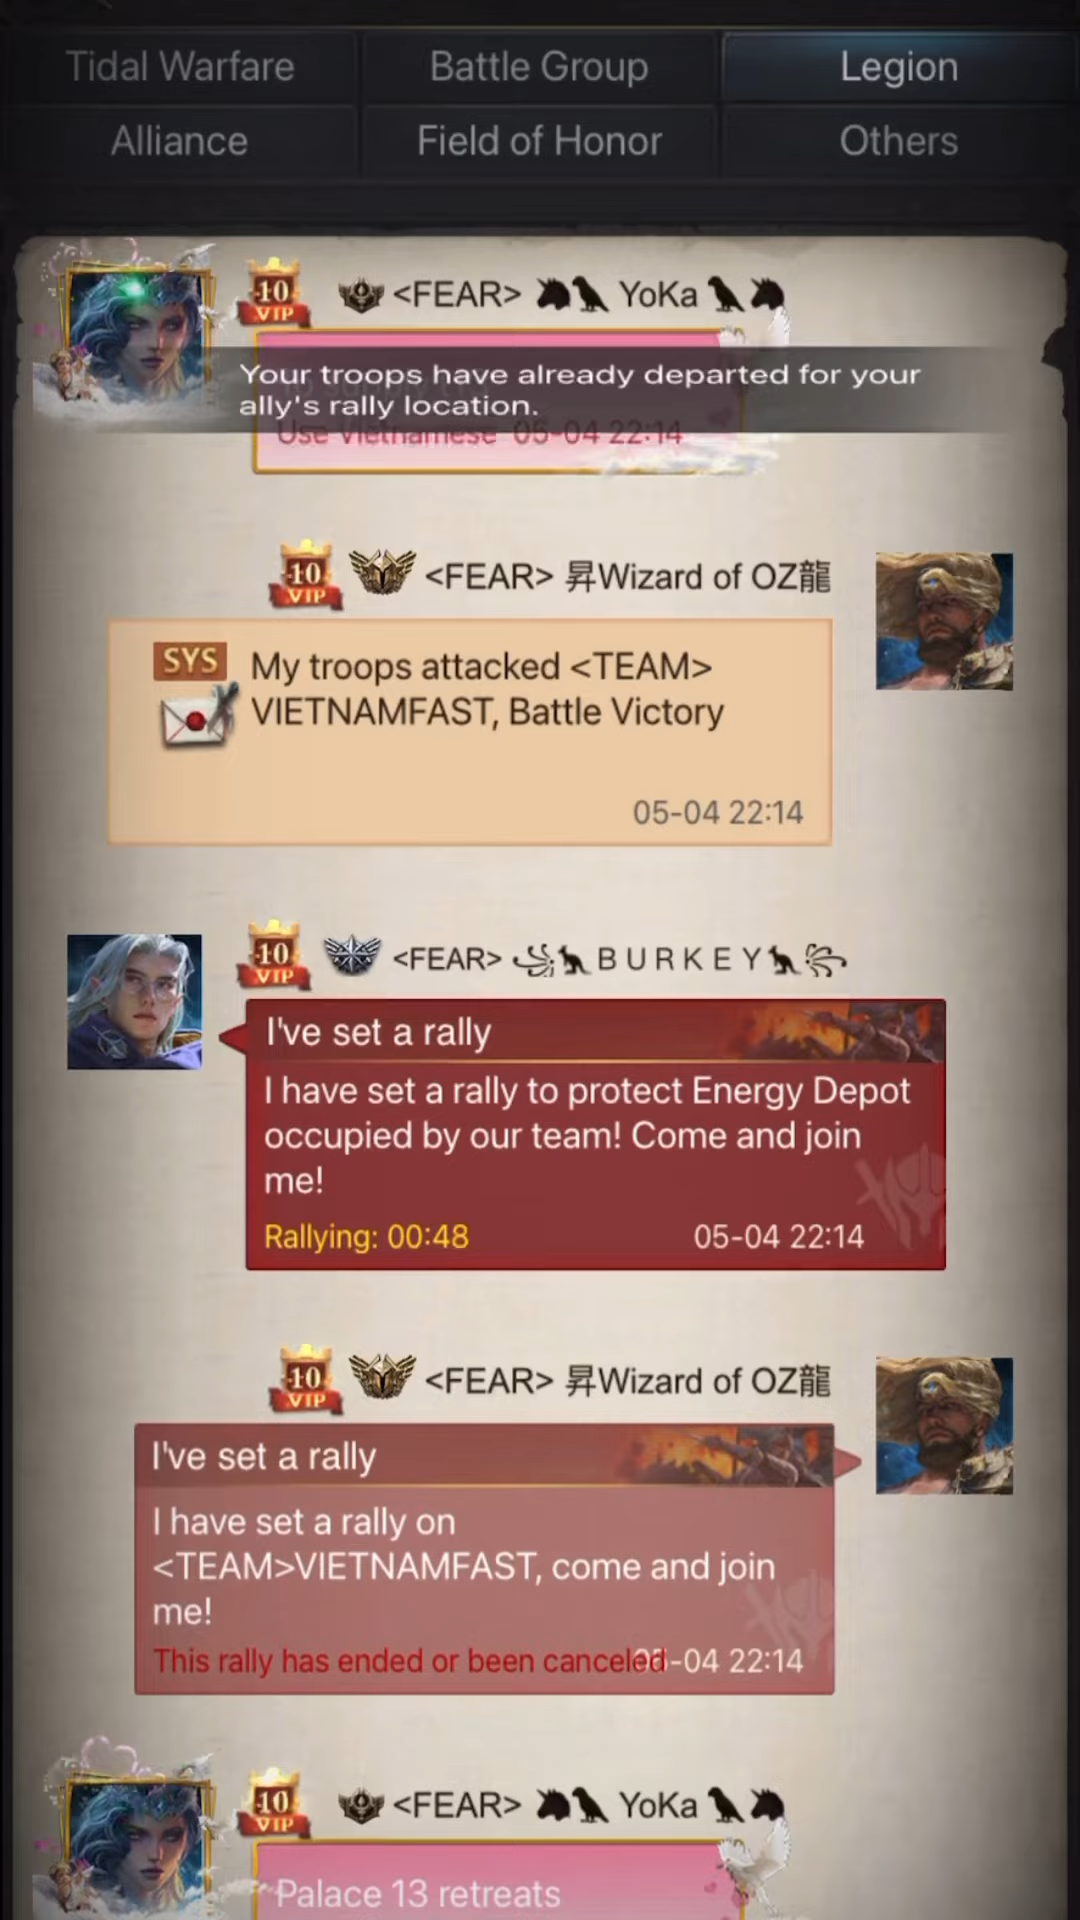 Tidal Warfare
Battle Group
Legion
Alliance
Field of Honor
Others
10
VIP
<FEAR> YoKa
Your troops have already departed for your
ally's rally location.
Use Vietnamese 05-04 22:14
10
VIP
<FEAR> 昇Wizard of OZ龍
SYS
My troops attacked <TEAM>
VIETNAMFAST, Battle Victory
05-04 22:14
10
VIP
<FEAR> B U R K E Y
I've set a rally
I have set a rally to protect Energy Depot
occupied by our team! Come and join
me!
Rallying: 00:48
05-04 22:14
10
VIP
<FEAR> 昇Wizard of OZ龍
I've set a rally
I have set a rally on
<TEAM>VIETNAMFAST, come and join
me!
This rally has ended or been canceled
05-04 22:14
10
VIP
<FEAR> YoKa
Palace 13 retreats